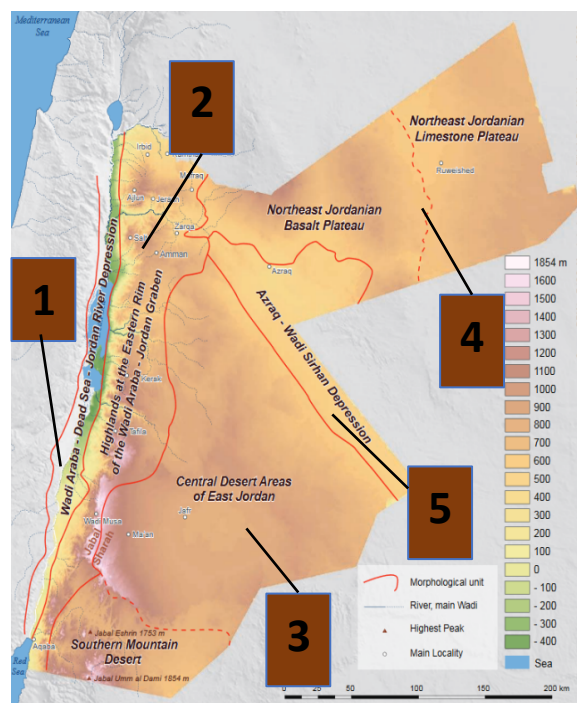 Mediterranean
Sea
2
Irbid
Northeast Jordanian
Limestone Plateau
Ruweished
Ajlun
Jerash
Northeast Jordanian
Basalt Plateau
Zarqa
Amman
Azraq
1
4
Wadi Araba - Dead Sea - Jordan River Depression
Highlands at the Eastern Rim
of the Wadi Araba - Jordan Graben
Azraq - Wadi Sirhan Depression
Kerak
5
Central Desert Areas
of East Jordan
Jafr
Wadi Musa
Ma'an
Jabal
Sharah
3
Jabal Eshrin 1753 m
Southern Mountain
Desert
Jabal Umm al Dami 1854 m
Aqaba
Red
Sea
1854 m
1600
1500
1400
1300
1200
1100
1000
900
800
700
600
500
400
300
200
100
0
- 100
- 200
- 300
- 400
Sea
Morphological unit
River, main Wadi
Highest Peak
Main Locality
0
50
100
150
200 km